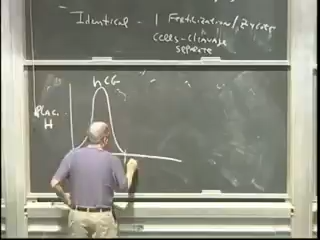 Identical - 1 Fertilization/Zygote
cells - cleavage
separate
hCG
Plac.
H